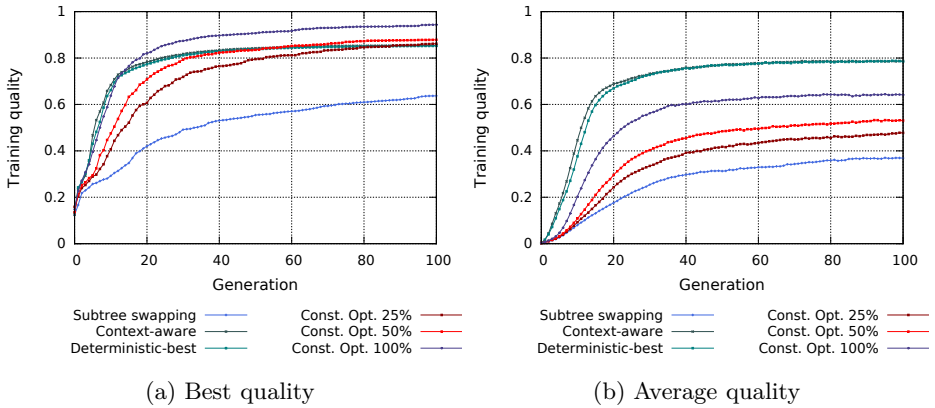 1
0.8
0.6
0.4
0.2
0
Training quality
0 20 40 60 80 100
Generation
Subtree swapping
Context-aware
Deterministic-best
Const. Opt. 25%
Const. Opt. 50%
Const. Opt. 100%
(a) Best quality
1
0.8
0.6
0.4
0.2
0
Training quality
0 20 40 60 80 100
Generation
Subtree swapping
Context-aware
Deterministic-best
Const. Opt. 25%
Const. Opt. 50%
Const. Opt. 100%
(b) Average quality